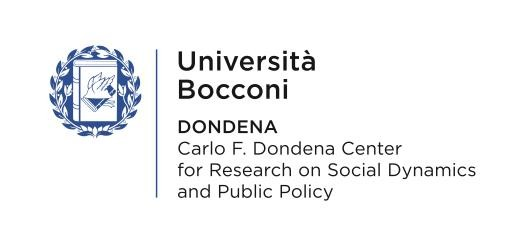 Università
Bocconi
DONDENA
Carlo F. Dondena Center
for Research on Social Dynamics
and Public Policy